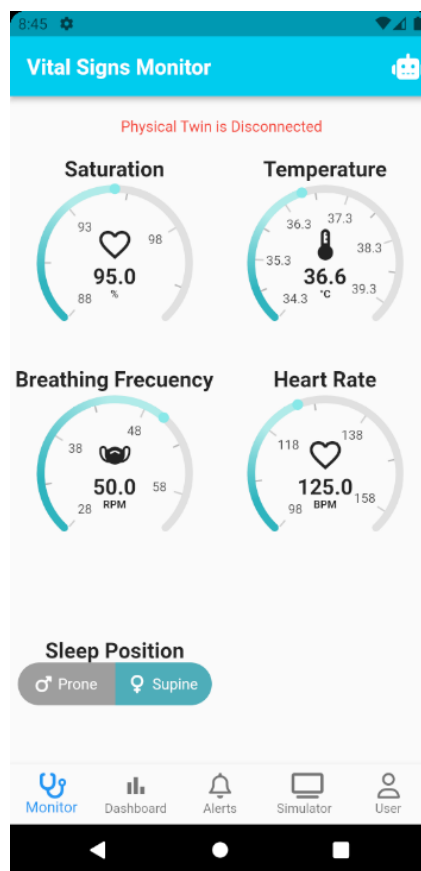 8:45
Vital Signs Monitor
Physical Twin is Disconnected
Saturation
93
98
95.0
%
88
Temperature
36.3
37.3
35.3
38.3
36.6
°C
34.3
39.3
Breathing Frecuency
48
38
50.0
58
RPM
28
Heart Rate
138
118
125.0
BPM
158
98
Sleep Position
Prone
Supine
Monitor
Dashboard
Alerts
Simulator
User